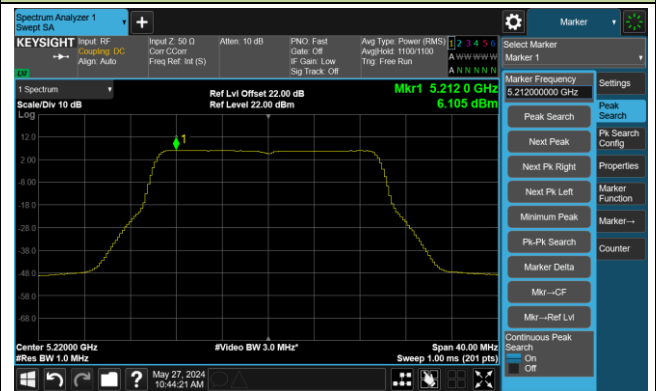 Spectrum Analyzer 1
Swept SA
Marker
KEYSIGHT
Input: RF
Coupling: DC
Align: Auto
Input Z: 50 Ω
Corr CCorr
Freq Ref: Int (S)
Atten: 10 dB
PNO: Fast
Gate: Off
IF Gain: Low
Sig Track: Off
Avg Type: Power (RMS)
Avg|Hold: 1100/1100
Trig: Free Run
1 2 3 4 5 6
A W W W W W
A N N N N N
LXI
Select Marker
Marker 1
1 Spectrum
Scale/Div 10 dB
Log
Ref Lvl Offset 22.00 dB
Ref Level 22.00 dBm
Mkr1 5.212 0 GHz
6.105 dBm
1
12.0
2.00
-8.00
-18.0
-28.0
-38.0
-48.0
-58.0
-68.0
Center 5.22000 GHz
#Res BW 1.0 MHz
#Video BW 3.0 MHz*
Span 40.00 MHz
Sweep 1.00 ms (201 pts)
Marker Frequency
5.212000000 GHz
Peak Search
Next Peak
Next Pk Right
Next Pk Left
Minimum Peak
Pk-Pk Search
Marker Delta
Mkr→CF
Mkr→Ref Lvl
Continuous Peak
Search
On
Off
Settings
Peak
Search
Pk Search
Config
Properties
Marker
Function
Marker→
Counter
May 27, 2024
10:44:21 AM